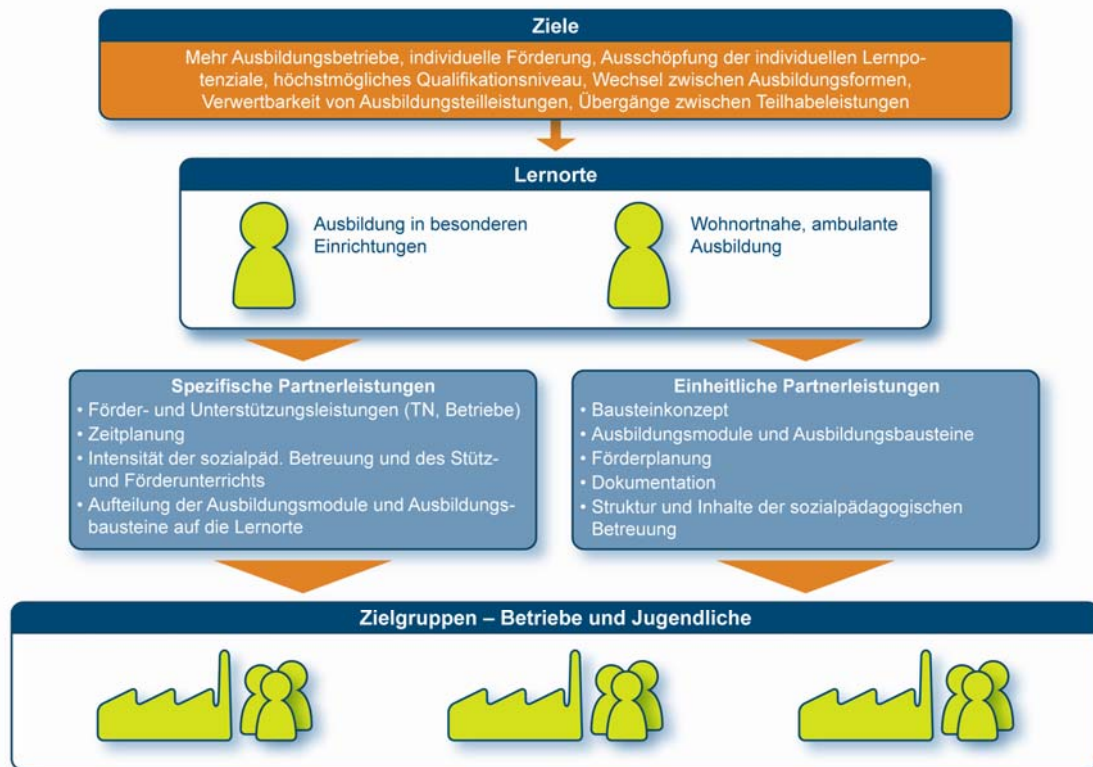 Ziele
Mehr Ausbildungsbetriebe, individuelle Förderung, Ausschöpfung der individuellen Lernpo-
tenziale, höchstmögliches Qualifikationsniveau, Wechsel zwischen Ausbildungsformen,
Verwertbarkeit von Ausbildungsteilleistungen, Übergänge zwischen Teilhabeleistungen
Lernorte
Ausbildung in besonderen
Einrichtungen
Wohnortnahe, ambulante
Ausbildung
Spezifische Partnerleistungen
• Förder- und Unterstützungsleistungen (TN, Betriebe)
• Zeitplanung
• Intensität der sozialpäd. Betreuung und des Stütz-
und Förderunterrichts
• Aufteilung der Ausbildungsmodule und Ausbildungs-
bausteine auf die Lernorte
Einheitliche Partnerleistungen
• Bausteinkonzept
• Ausbildungsmodule und Ausbildungsbausteine
• Förderplanung
• Dokumentation
• Struktur und Inhalte der sozialpädagogischen
Betreuung
Zielgruppen – Betriebe und Jugendliche